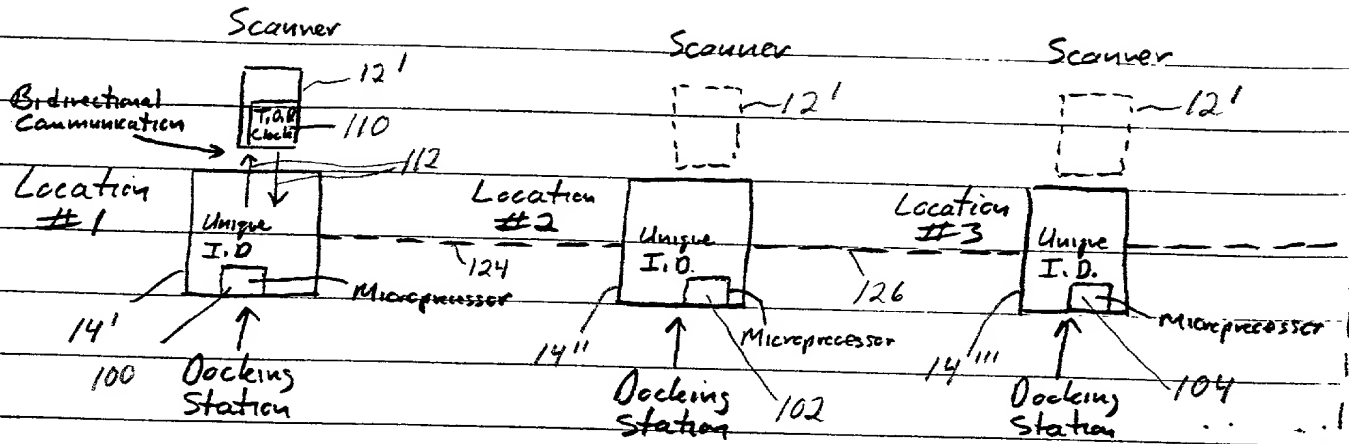 Scanner
Scanner
Scanner
12'
12'
12'
Bidirectional
Communication
T.O.D
Clock
110
112
Location
#1
Unique
I.D
Microprocessor
14'
100
Docking
Station
124
Location
#2
Unique
I.D.
Microprocessor
14"
102
Docking
Station
126
Location
#3
Unique
I.D.
Microprocessor
14'''
104
Docking
Station